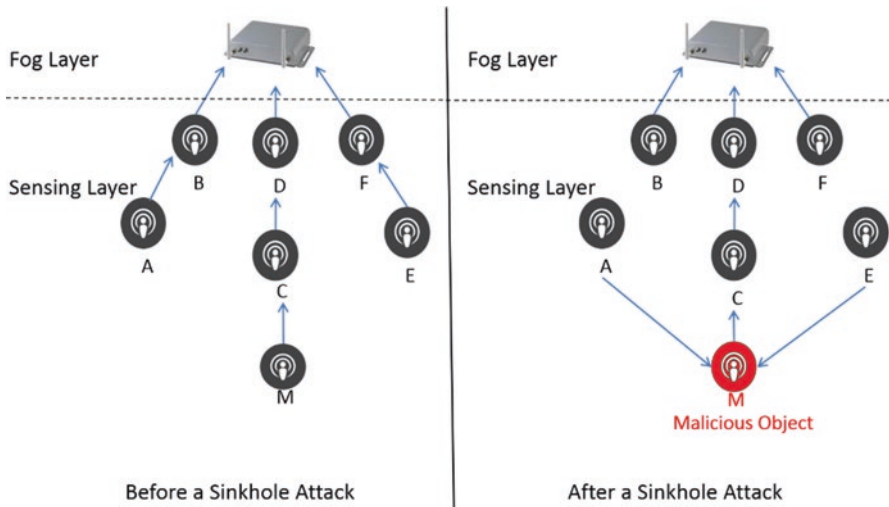 Fog Layer
B
D
F
Sensing Layer
A
E
C
M
Before a Sinkhole Attack
Fog Layer
B
D
F
Sensing Layer
A
E
C
M
Malicious Object
After a Sinkhole Attack